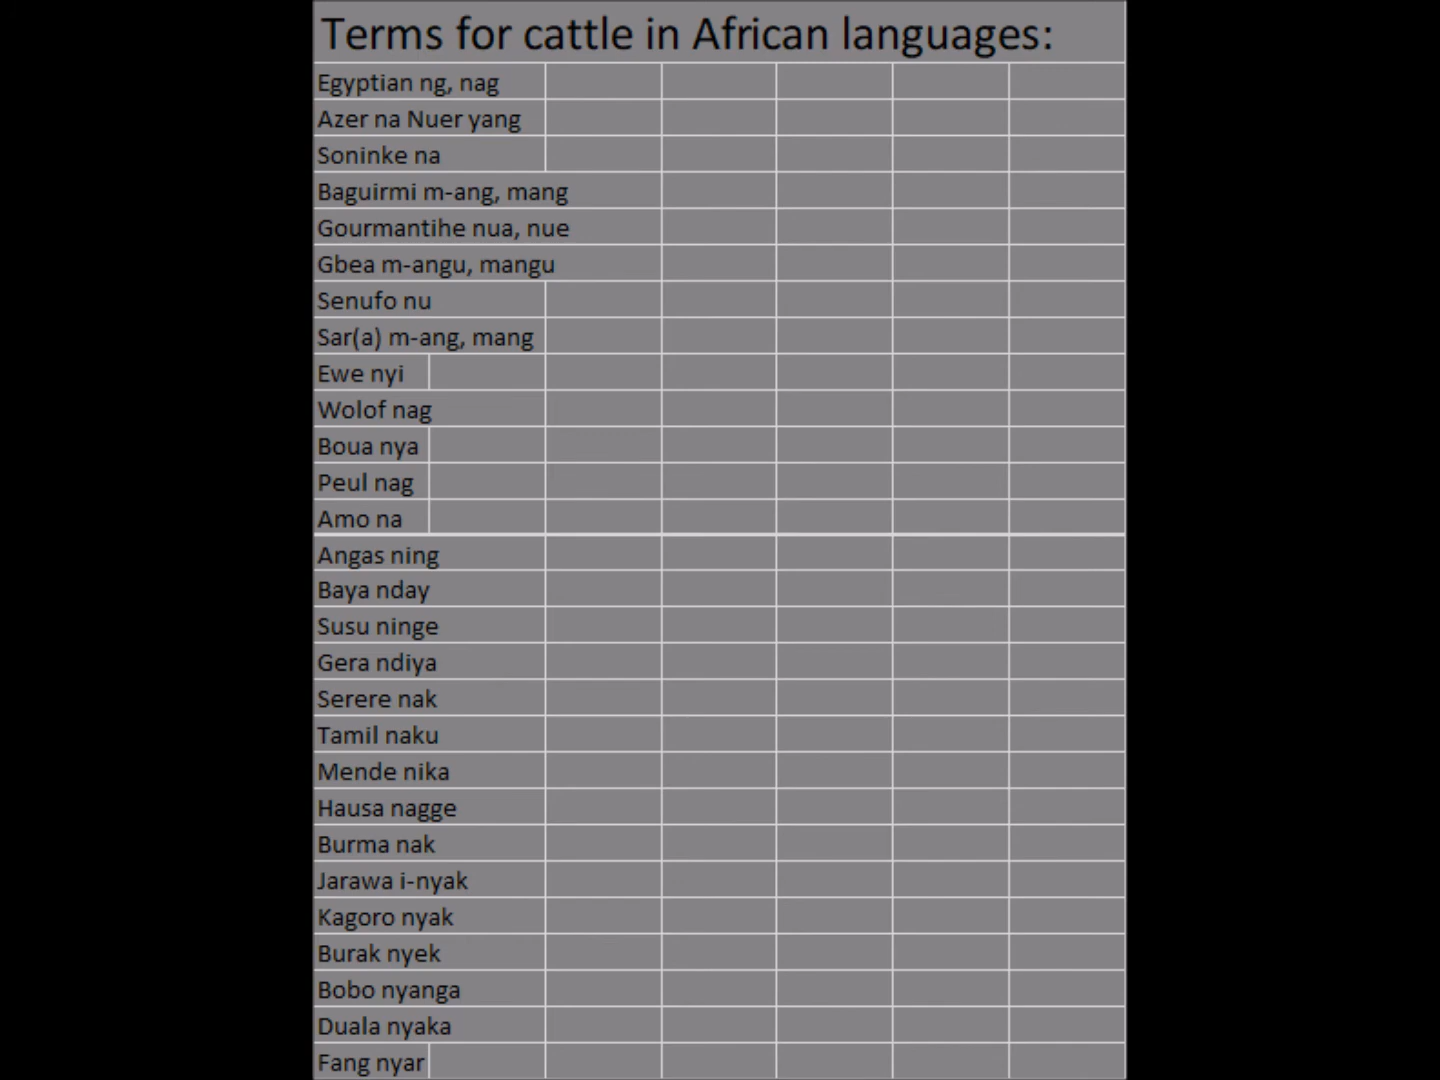 Terms for cattle in African languages:
Egyptian ng, nag
Azer na Nuer yang
Soninke na
Baguirmi m-ang, mang
Gourmantihe nua, nue
Gbea m-angu, mangu
Senufo nu
Sar(a) m-ang, mang
Ewe nyi
Wolof nag
Boua nya
Peul nag
Amo na
Angas ning
Baya nday
Susu ninge
Gera ndiya
Serere nak
Tamil naku
Mende nika
Hausa nagge
Burma nak
Jarawa i-nyak
Kagoro nyak
Burak nyek
Bobo nyanga
Duala nyaka
Fang nyar